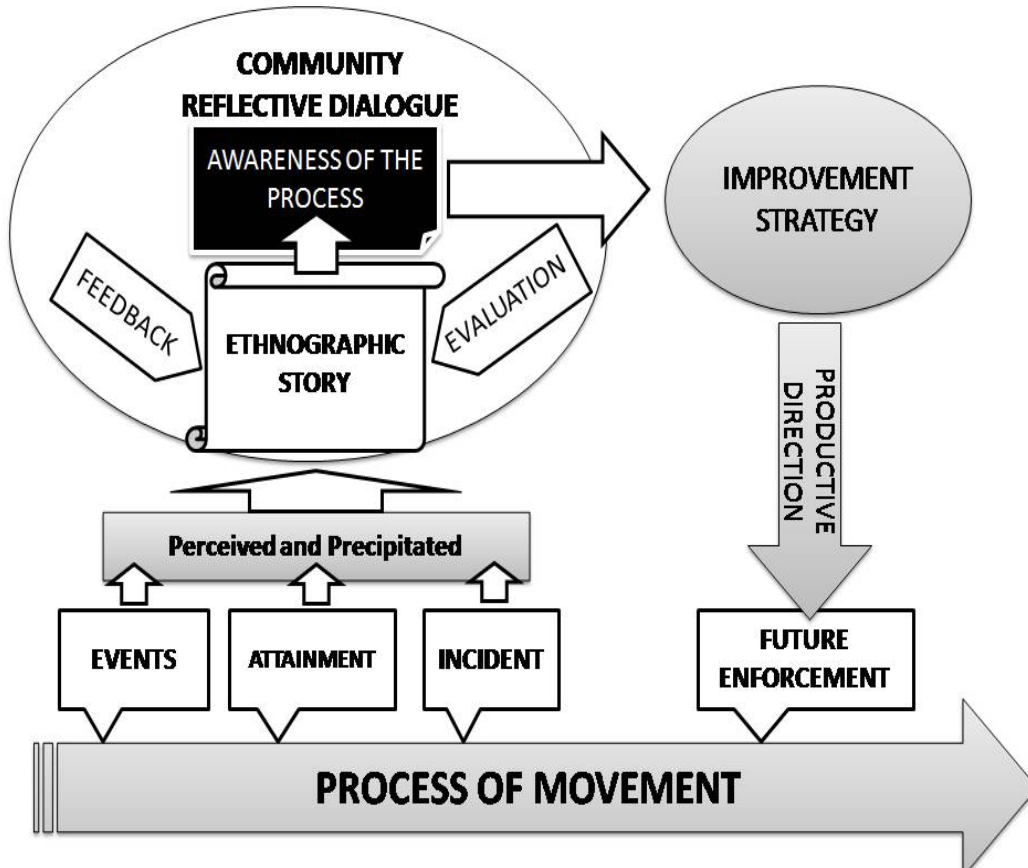 COMMUNITY
REFLECTIVE DIALOGUE
AWARENESS OF THE
PROCESS
FEEDBACK
EVALUATION
ETHNOGRAPHIC
STORY
IMPROVEMENT
STRATEGY
PRODUCTIVE
DIRECTION
Perceived and Precipitated
EVENTS
ATTAINMENT
INCIDENT
FUTURE
ENFORCEMENT
PROCESS OF MOVEMENT